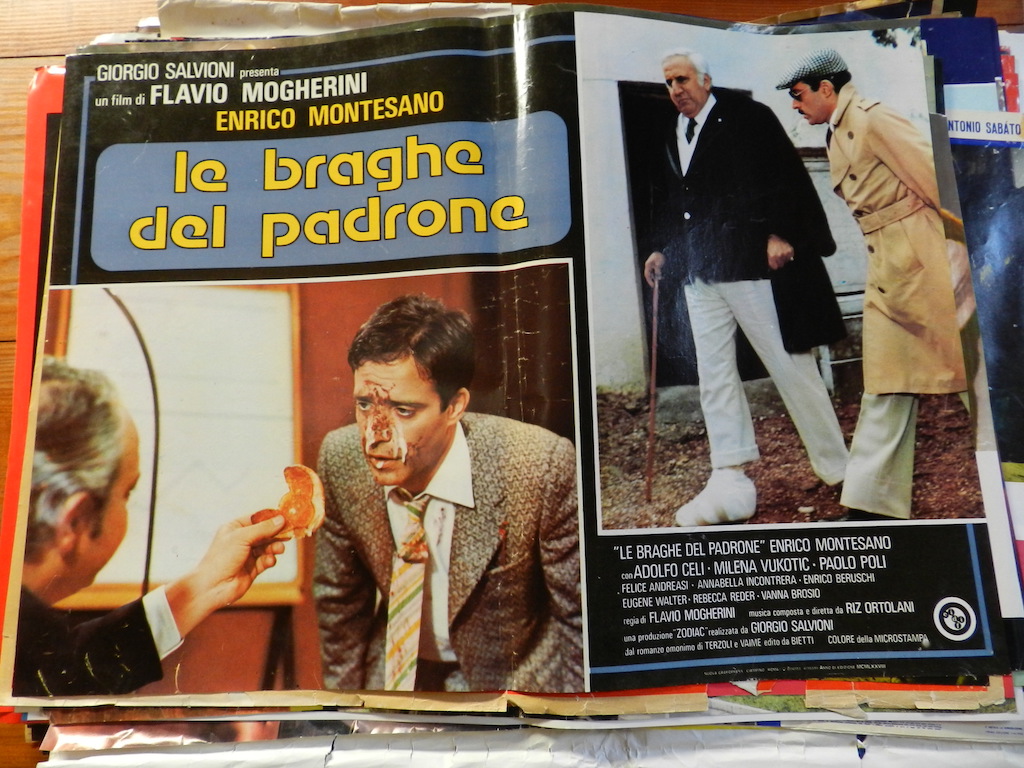 GIORGIO SALVIONI presenta
un film di FLAVIO MOGHERINI
ENRICO MONTESANO
le braghe
del padrone
ANTONIO SABÀTO
"LE BRAGHE DEL PADRONE" ENRICO MONTESANO
con ADOLFO CELI · MILENA VUKOTIC · PAOLO POLI
FELICE ANDREASI · ANNABELLA INCONTRERA · ENRICO BERUSCHI
EUGENE WALTER · REBECCA REDER · VANNA BROSIO
regia di FLAVIO MOGHERINI musica composta e diretta da RIZ ORTOLANI
una produzione "ZODIAC" realizzata da GIORGIO SALVIONI
dal romanzo omonimo di TERZOLI e VAIME edito da BIETTI COLORE della MICROSTAMPA